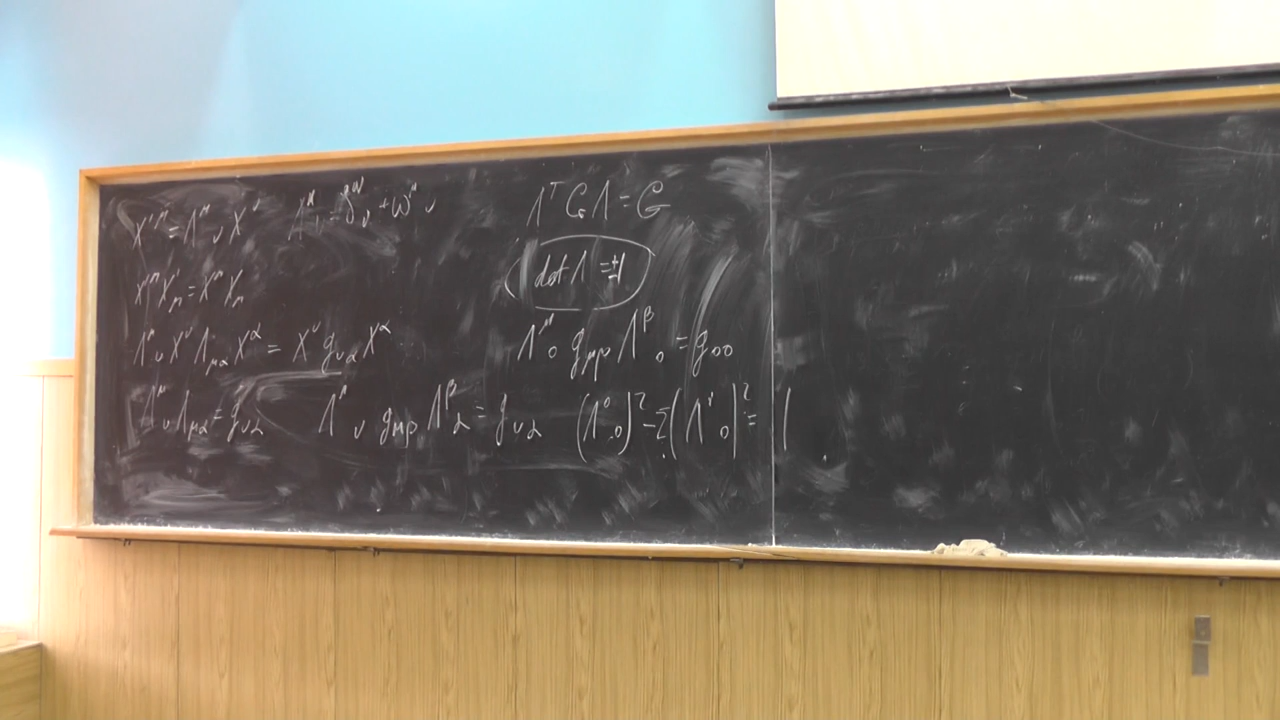 X'^μ = Λ^μ_ν X^ν   Λ^μ_ν = δ^μ_ν + ω^μ_ν
X'^μ X'_μ = X^μ X_μ
Λ^μ_ν X^ν Λ_μα X^α = X^ν g_να X^α
Λ^μ_ν Λ_μα = g_να   Λ^μ_ν g_μβ Λ^β_α = g_να
Λ^T G Λ = G
det Λ = ±1
Λ^μ_0 g_μβ Λ^β_0 = g_00
(Λ^0_0)^2 - Σ_i (Λ^i_0)^2 = 1